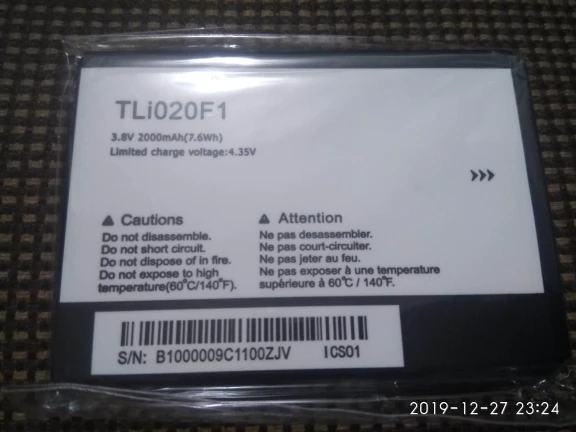 TLi020F1
3.8V 2000mAh(7.6Wh)
Limited charge voltage:4.35V
Cautions
Do not disassemble.
Do not short circuit.
Do not dispose of in fire.
Do not expose to high
temperature(60°C/140°F).
Attention
Ne pas desassembler.
Ne pas court-circuiter.
Ne pas jeter au feu.
Ne pas exposer à une temperature
supérieure à 60°C / 140°F.
S/N: B1000009C1100ZJV ICS01
2019-12-27 23:24